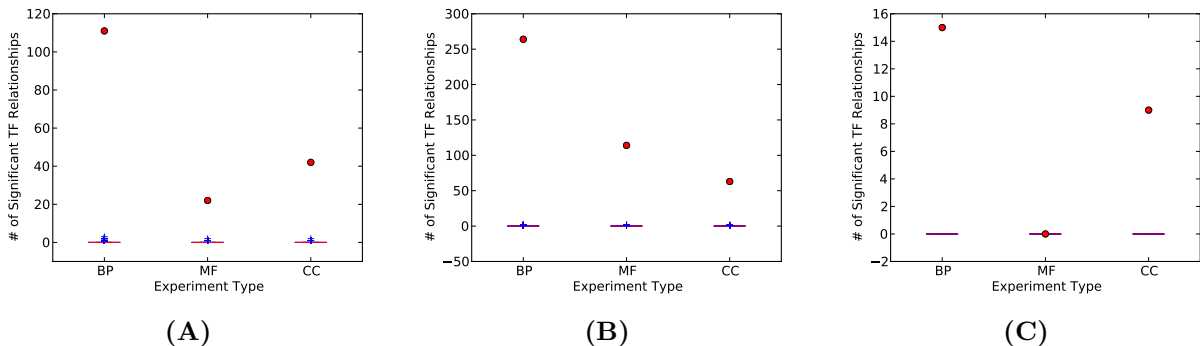 120
100
80
60
40
20
0
# of Significant TF Relationships
BP
MF
CC
Experiment Type
(A)
300
250
200
150
100
50
0
−50
# of Significant TF Relationships
BP
MF
CC
Experiment Type
(B)
16
14
12
10
8
6
4
2
0
−2
# of Significant TF Relationships
BP
MF
CC
Experiment Type
(C)